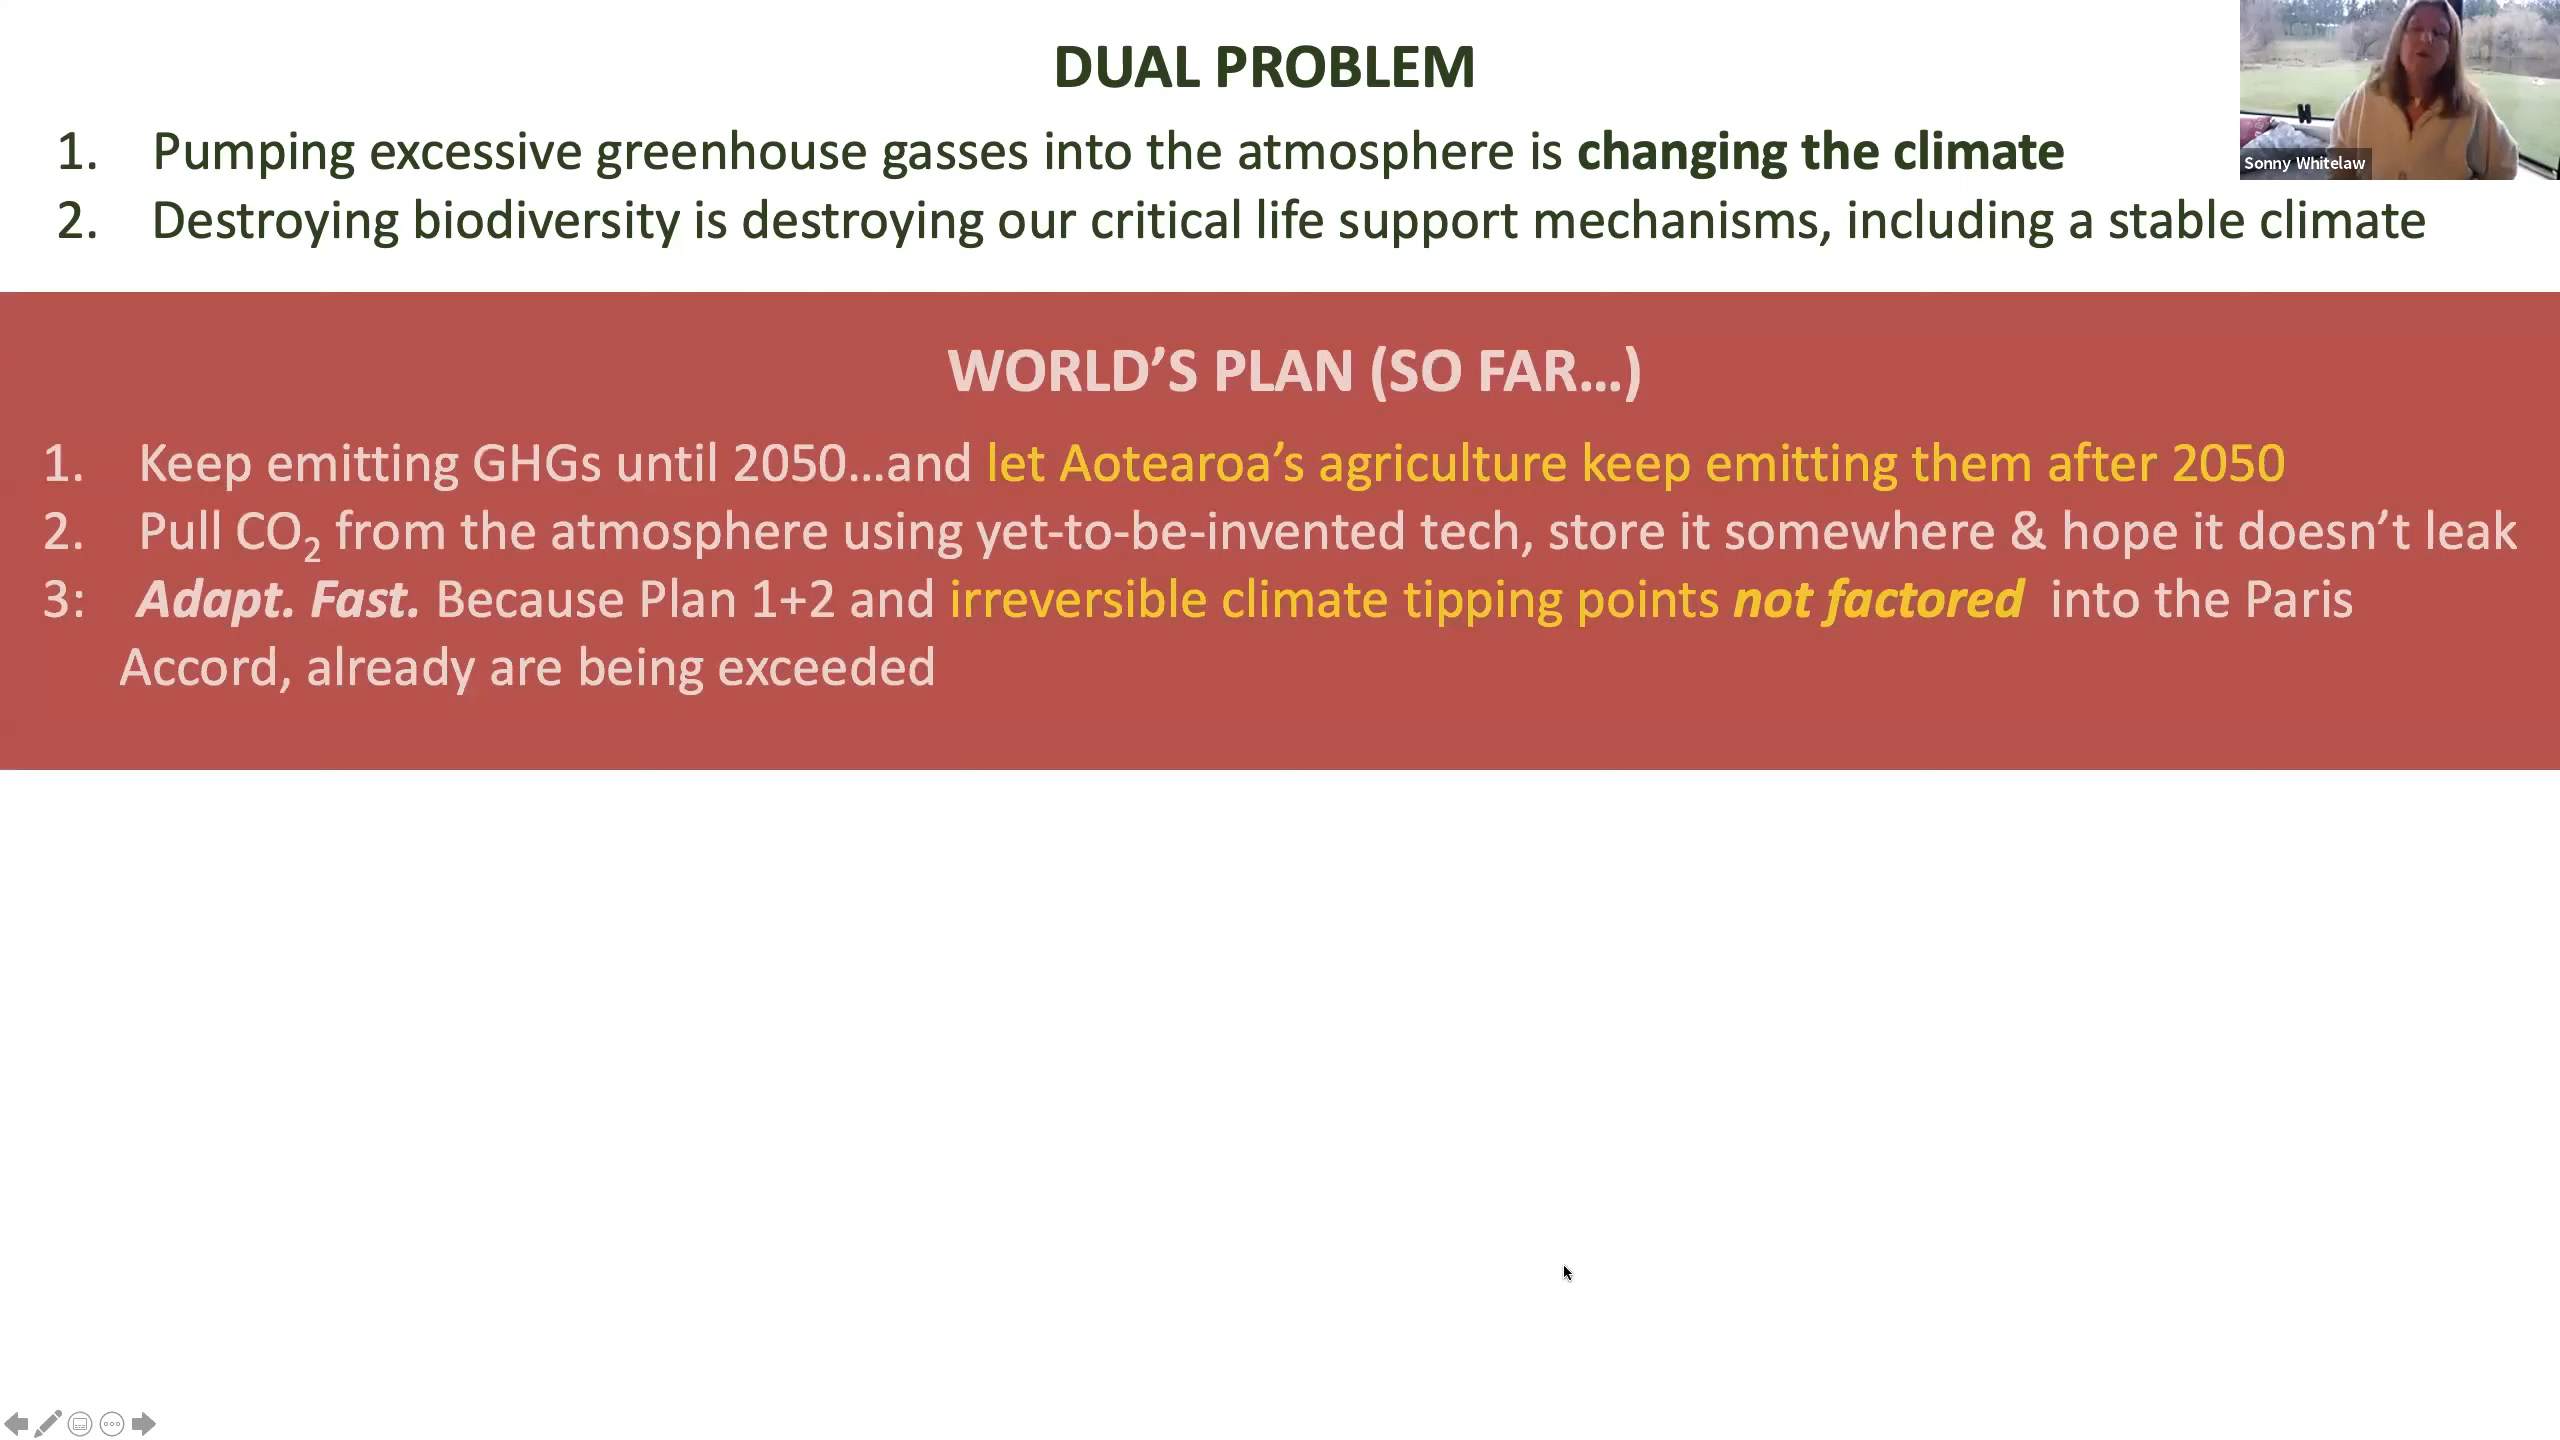 DUAL PROBLEM
1. Pumping excessive greenhouse gasses into the atmosphere is changing the climate
2. Destroying biodiversity is destroying our critical life support mechanisms, including a stable climate
Sonny Whitelaw
WORLD’S PLAN (SO FAR…)
1. Keep emitting GHGs until 2050…and let Aotearoa’s agriculture keep emitting them after 2050
2. Pull CO₂ from the atmosphere using yet-to-be-invented tech, store it somewhere & hope it doesn’t leak
3: Adapt. Fast. Because Plan 1+2 and irreversible climate tipping points not factored into the Paris
Accord, already are being exceeded